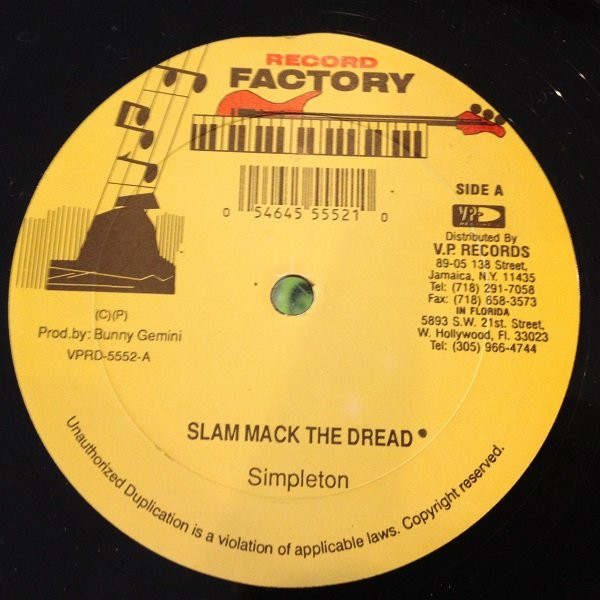 RECORD
FACTORY
0 54645 55521 0
SIDE A
VP
Distributed By
V.P. RECORDS
89-05 138 Street,
Jamaica, N.Y. 11435
Tel: (718) 291-7058
Fax: (718) 658-3573
IN FLORIDA
5893 S.W. 21st. Street,
W. Hollywood, Fl. 33023
Tel: (305) 966-4744
(C)(P)
Prod.by: Bunny Gemini
VPRD-5552-A
SLAM MACK THE DREAD
Simpleton
Unauthorized Duplication is a violation of applicable laws. Copyright reserved.